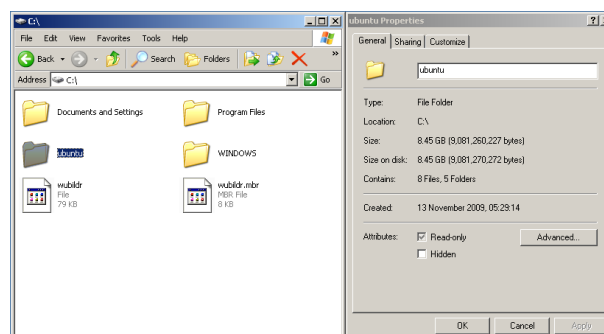 C:\
File Edit View Favorites Tools Help
Back Search Folders »
Address C:\ Go
Documents and Settings
Program Files
ubuntu
WINDOWS
wubildr
File
79 KB
wubildr.mbr
MBR File
8 KB
ubuntu Properties
General Sharing Customize
ubuntu
Type: File Folder
Location: C:\
Size: 8.45 GB (9,081,260,227 bytes)
Size on disk: 8.45 GB (9,081,270,272 bytes)
Contains: 8 Files, 5 Folders
Created: 13 November 2009, 05:29:14
Attributes: Read-only Advanced...
Hidden
OK Cancel Apply